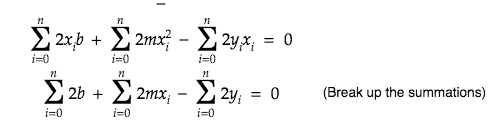 ∑_{i=0}^{n} 2x_i b + ∑_{i=0}^{n} 2mx_i^2 − ∑_{i=0}^{n} 2y_i x_i = 0
∑_{i=0}^{n} 2b + ∑_{i=0}^{n} 2mx_i − ∑_{i=0}^{n} 2y_i = 0 (Break up the summations)